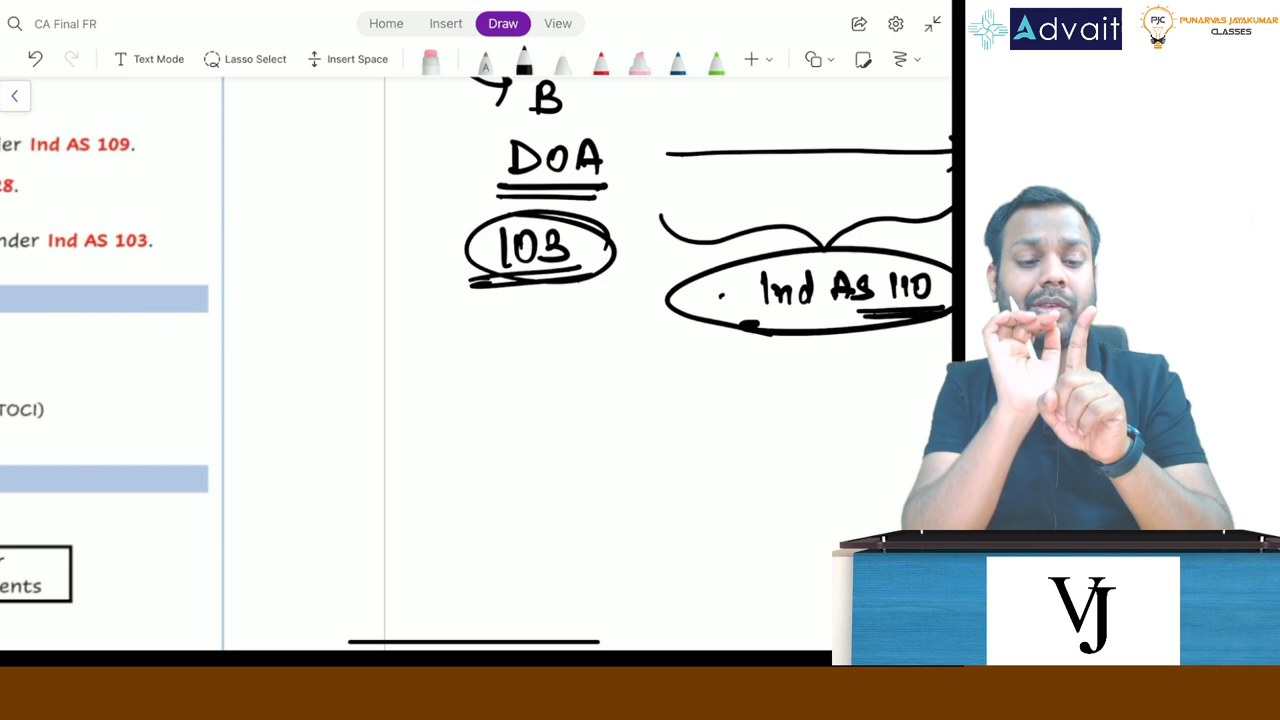 CA Final FR
Home Insert Draw View
Text Mode Lasso Select Insert Space
A
Advait
PJC
PUNARVAS JAYAKUMAR
CLASSES
B
DOA
103
Ind AS 110
der Ind AS 109.
28.
nder Ind AS 103.
TOCI)
r
ents
VJ